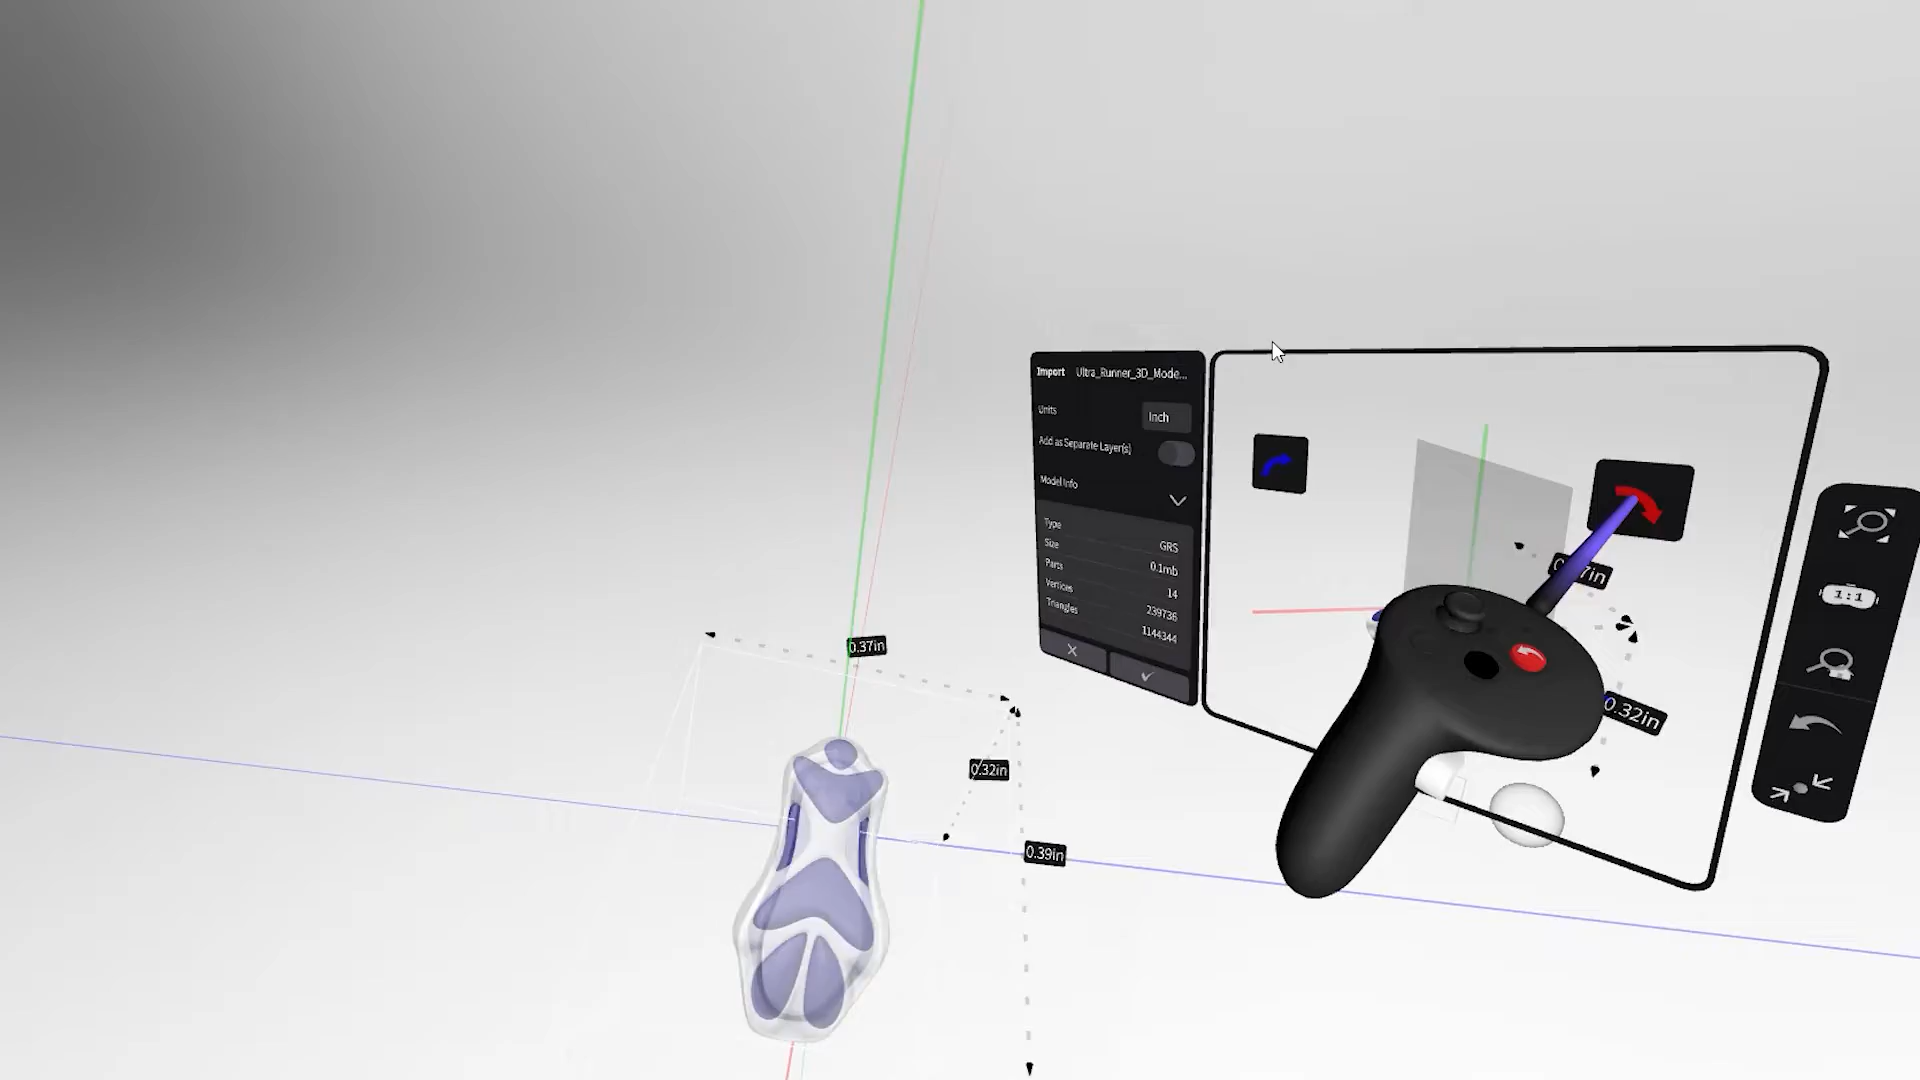 Import Ultra_Runner_3D_Mode...
Units Inch
Add as Separate Layer(s)
Model Info
Type GRS
Size 0.1mb
Parts 14
Vertices 239736
Triangles 1144344
1:1
0.32in
0.37in
0.32in
0.39in